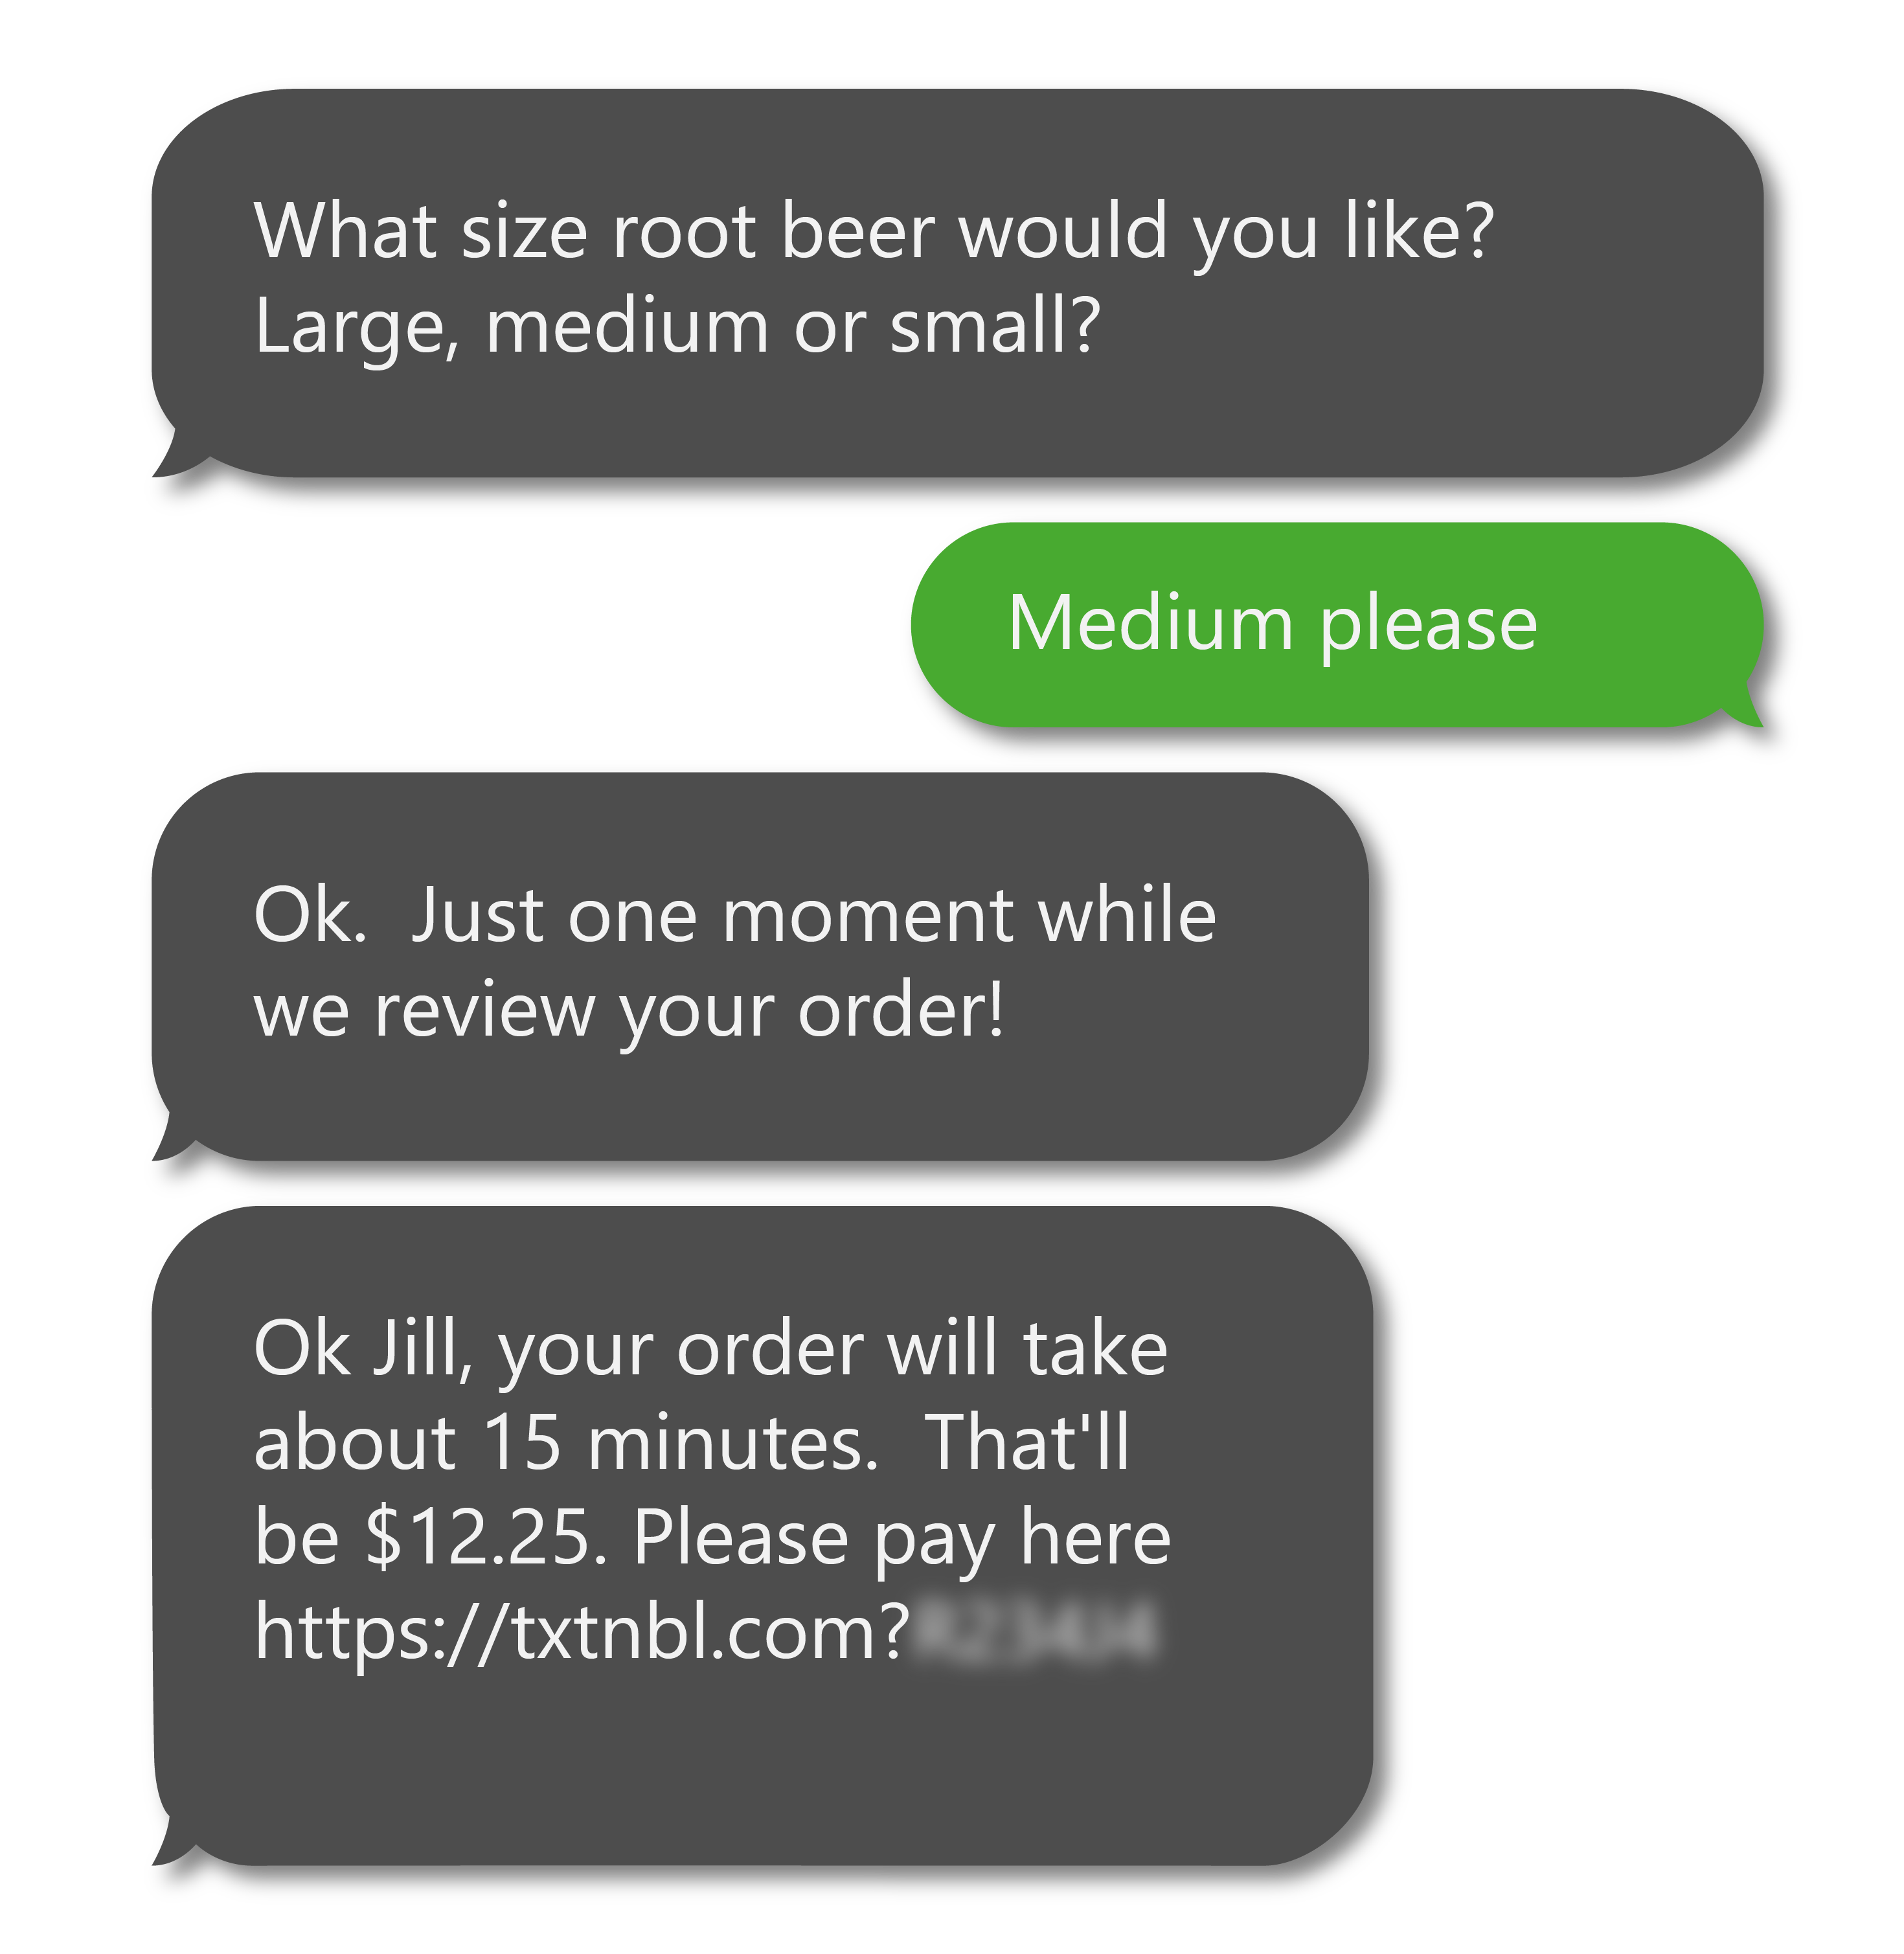 What size root beer would you like?
Large, medium or small?
Medium please
Ok.  Just one moment while
we review your order!
Ok Jill, your order will take
about 15 minutes.  That'll
be $12.25. Please pay here
https://txtnbl.com?